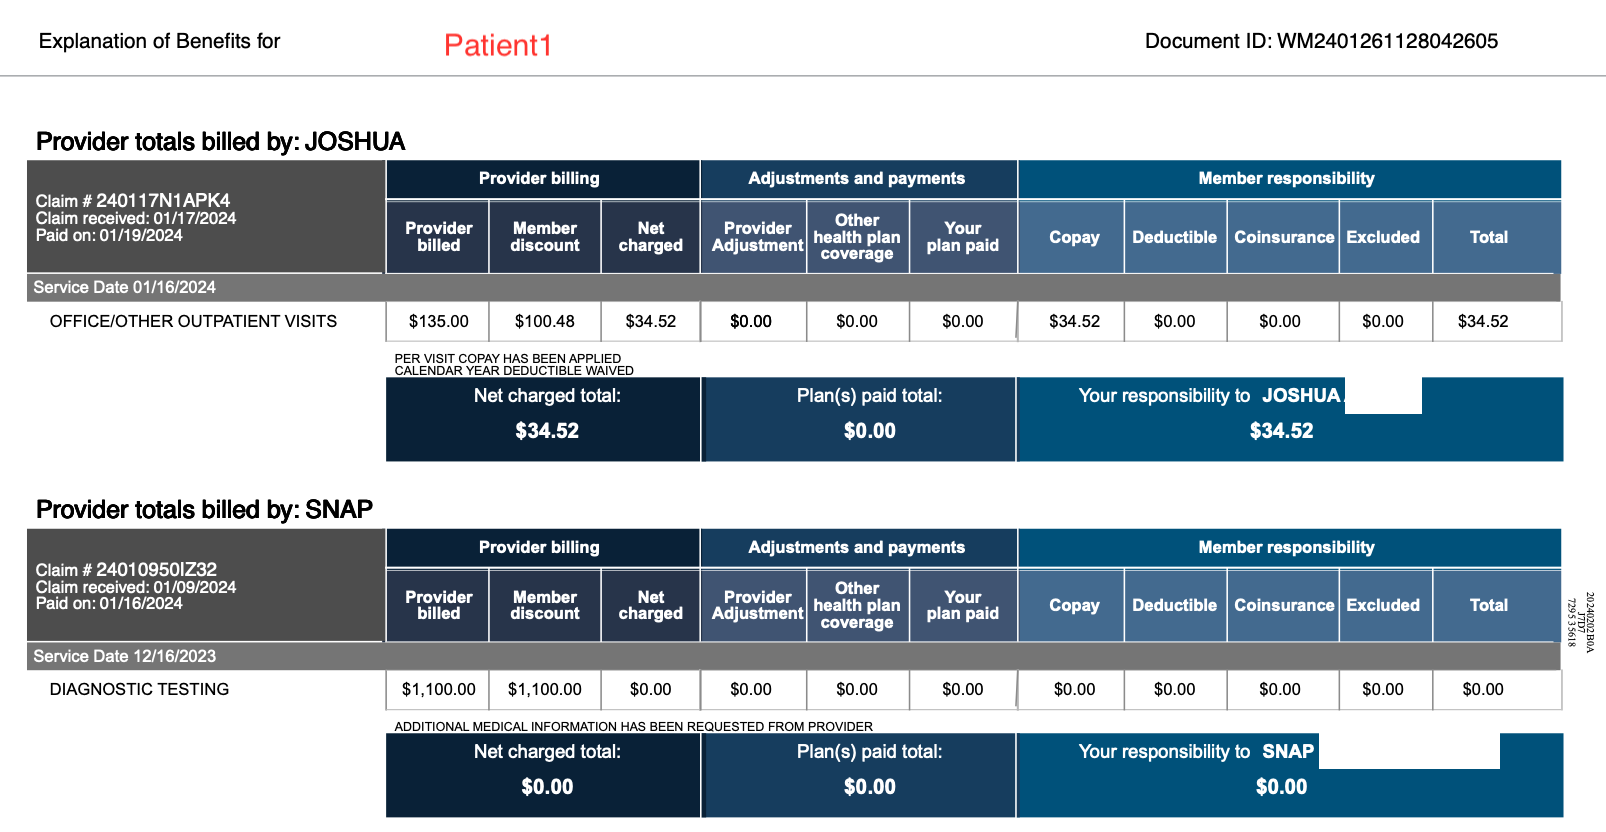 Explanation of Benefits for Patient1 Document ID: WM2401261128042605
Provider totals billed by: JOSHUA
Claim # 240117N1APK4
Claim received: 01/17/2024
Paid on: 01/19/2024
Provider billing Adjustments and payments Member responsibility
Provider billed Member discount Net charged Provider Adjustment Other health plan coverage Your plan paid Copay Deductible Coinsurance Excluded Total
Service Date 01/16/2024
OFFICE/OTHER OUTPATIENT VISITS $135.00 $100.48 $34.52 $0.00 $0.00 $0.00 $34.52 $0.00 $0.00 $0.00 $34.52
PER VISIT COPAY HAS BEEN APPLIED
CALENDAR YEAR DEDUCTIBLE WAIVED
Net charged total: Plan(s) paid total: Your responsibility to JOSHUA
$34.52 $0.00 $34.52
Provider totals billed by: SNAP
Claim # 24010950IZ32
Claim received: 01/09/2024
Paid on: 01/16/2024
Provider billing Adjustments and payments Member responsibility
Provider billed Member discount Net charged Provider Adjustment Other health plan coverage Your plan paid Copay Deductible Coinsurance Excluded Total
Service Date 12/16/2023
DIAGNOSTIC TESTING $1,100.00 $1,100.00 $0.00 $0.00 $0.00 $0.00 $0.00 $0.00 $0.00 $0.00 $0.00
ADDITIONAL MEDICAL INFORMATION HAS BEEN REQUESTED FROM PROVIDER
Net charged total: Plan(s) paid total: Your responsibility to SNAP
$0.00 $0.00 $0.00
20240202B0A
J7D7
7295 35618